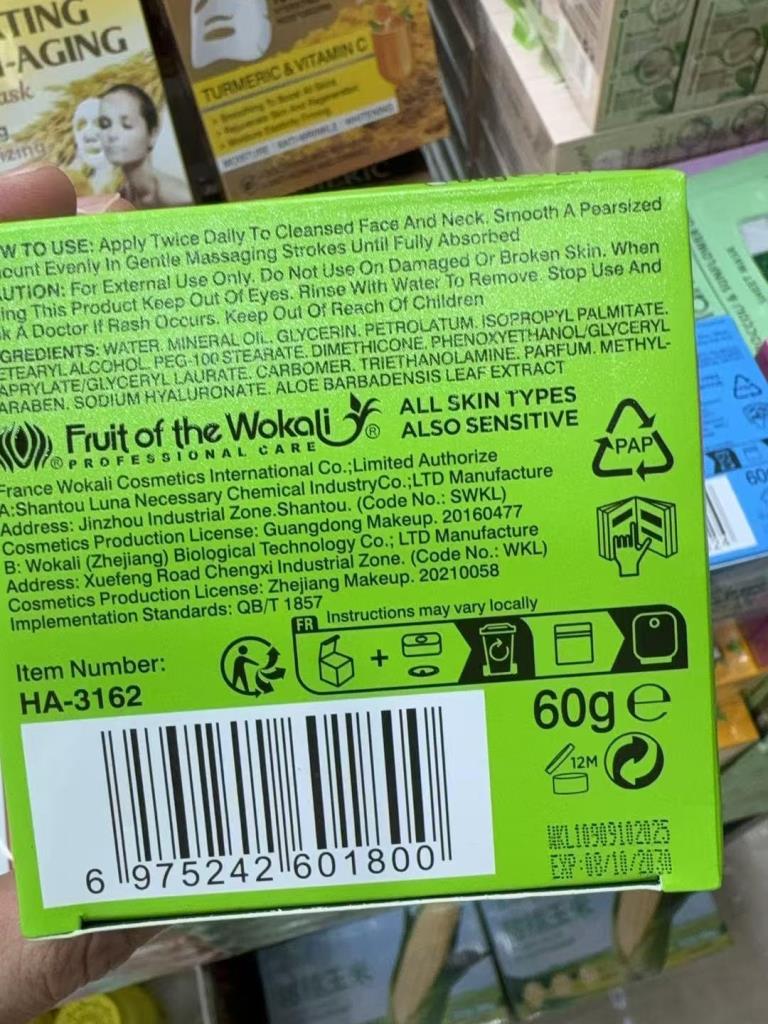 TING
-AGING
ask
TURMERIC & VITAMIN C
MOISTURE | ANTI-WRINKLE | WHITENING
W TO USE: Apply Twice Daily To Cleansed Face And Neck. Smooth A Pearsized
ount Evenly In Gentle Massaging Strokes Until Fully Absorbed
AUTION: For External Use Only. Do Not Use On Damaged Or Broken Skin. When
ing This Product Keep Out Of Eyes. Rinse With Water To Remove. Stop Use And
k A Doctor If Rash Occurs. Keep Out Of Reach Of Children
GREDIENTS: WATER. MINERAL OIL. GLYCERIN. PETROLATUM. ISOPROPYL PALMITATE.
ETEARYL ALCOHOL. PEG-100 STEARATE. DIMETHICONE. PHENOXYETHANOL/GLYCERYL
APRYLATE/GLYCERYL LAURATE. CARBOMER. TRIETHANOLAMINE. PARFUM. METHYL-
ARABEN. SODIUM HYALURONATE. ALOE BARBADENSIS LEAF EXTRACT
® Fruit of the Wokali ®
PROFESSIONAL CARE
ALL SKIN TYPES
ALSO SENSITIVE
PAP
France Wokali Cosmetics International Co.;Limited Authorize
A:Shantou Luna Necessary Chemical IndustryCo.;LTD Manufacture
Address: Jinzhou Industrial Zone.Shantou. (Code No.: SWKL)
Cosmetics Production License: Guangdong Makeup. 20160477
B: Wokali (Zhejiang) Biological Technology Co.; LTD Manufacture
Address: Xuefeng Road Chengxi Industrial Zone. (Code No.: WKL)
Cosmetics Production License: Zhejiang Makeup. 20210058
Implementation Standards: QB/T 1857
FR Instructions may vary locally
+
Item Number:
HA-3162
60g e
12M
6 975242 601800
WKL10909102025
EXP:08/10/2030